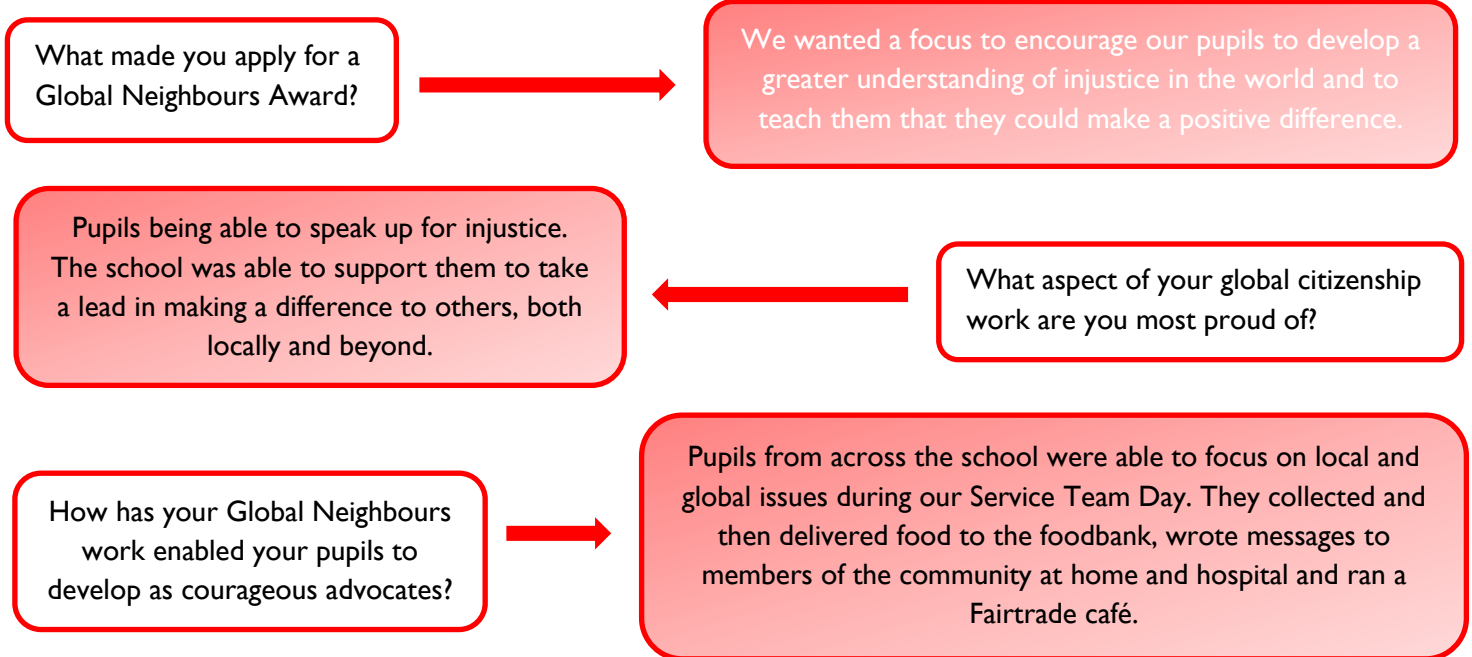 What made you apply for a
Global Neighbours Award?
We wanted a focus to encourage our pupils to develop a
greater understanding of injustice in the world and to
teach them that they could make a positive difference.
What aspect of your global citizenship
work are you most proud of?
Pupils being able to speak up for injustice.
The school was able to support them to take
a lead in making a difference to others, both
locally and beyond.
How has your Global Neighbours
work enabled your pupils to
develop as courageous advocates?
Pupils from across the school were able to focus on local and
global issues during our Service Team Day. They collected and
then delivered food to the foodbank, wrote messages to
members of the community at home and hospital and ran a
Fairtrade café.